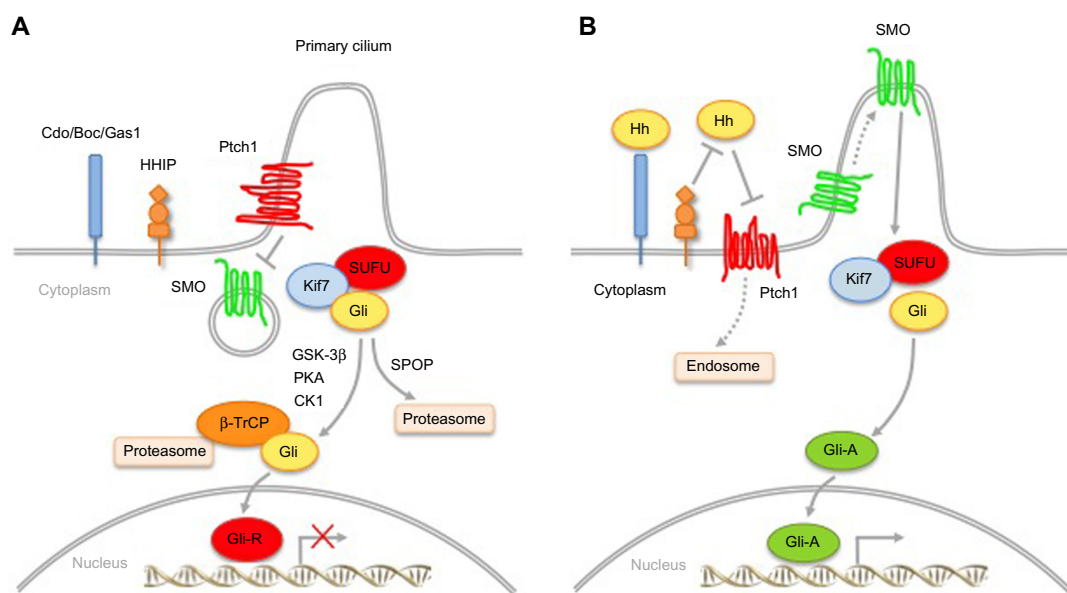 A
Primary cilium
Cdo/Boc/Gas1
HHIP
Ptch1
Cytoplasm
SMO
Kif7
SUFU
Gli
GSK-3β
PKA
CK1
SPOP
Proteasome
β-TrCP
Proteasome
Gli
Gli-R
Nucleus
B
SMO
Hh
Hh
SMO
Cytoplasm
Ptch1
Kif7
SUFU
Gli
Endosome
Gli-A
Gli-A
Nucleus